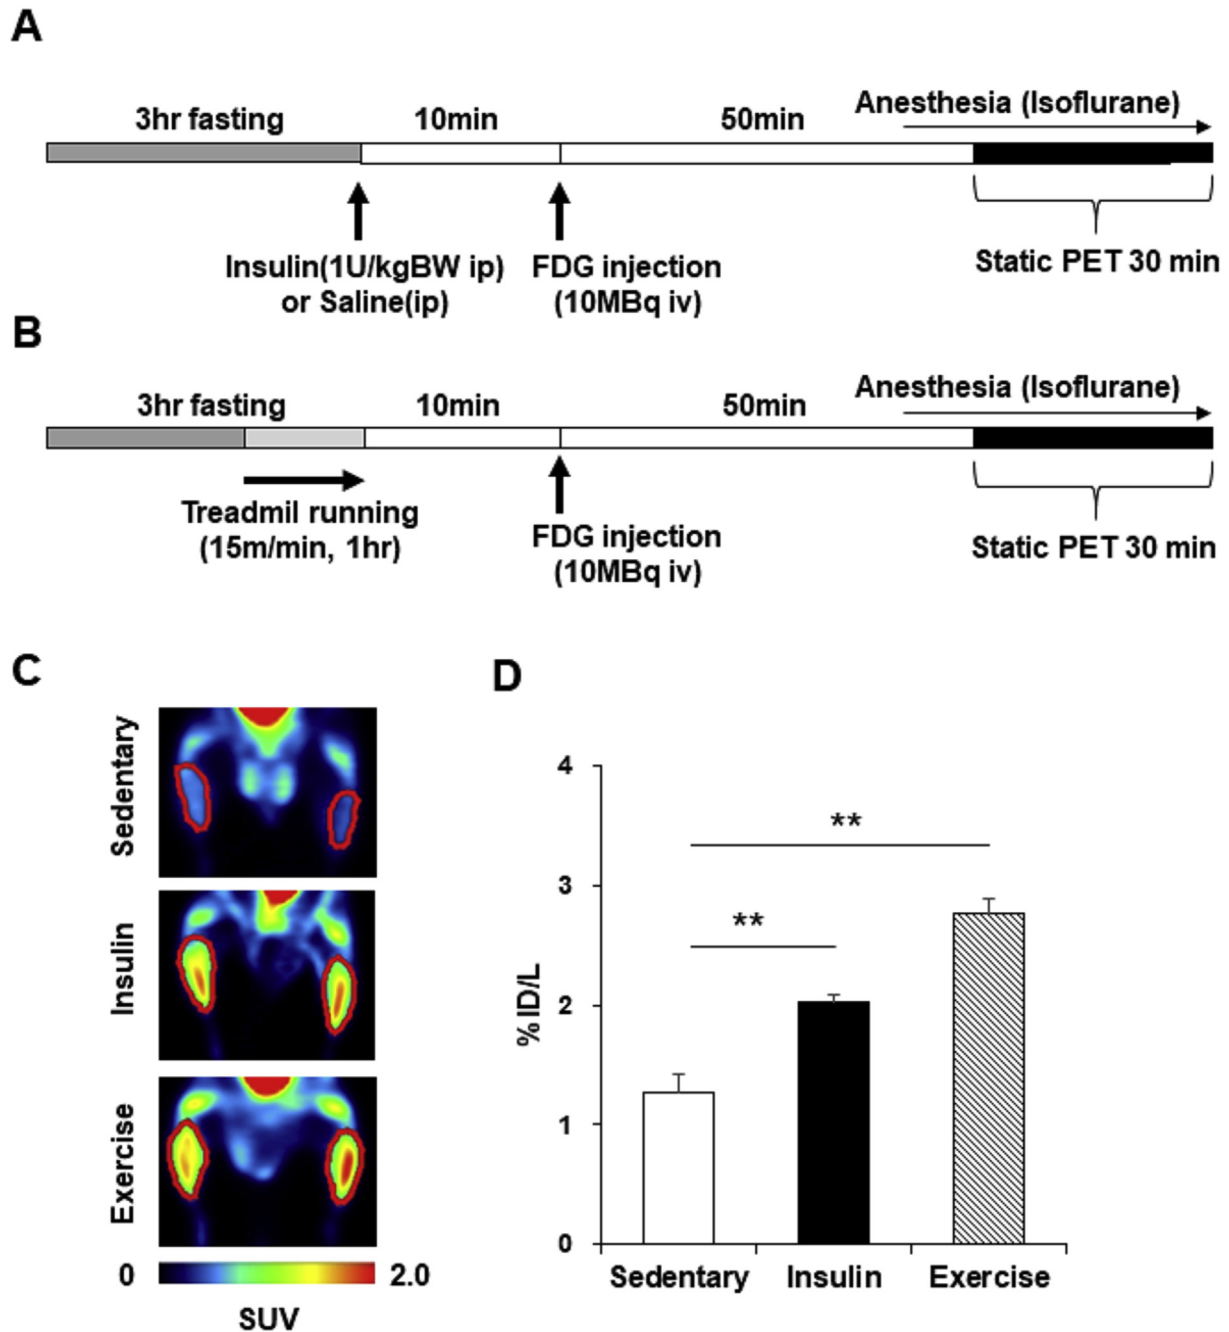 A
3hr fasting
10min
50min
Anesthesia (Isoflurane)
Insulin(1U/kgBW ip)
or Saline(ip)
FDG injection
(10MBq iv)
Static PET 30 min
B
3hr fasting
10min
50min
Anesthesia (Isoflurane)
Treadmil running
(15m/min, 1hr)
FDG injection
(10MBq iv)
Static PET 30 min
C
Sedentary
Insulin
Exercise
0
2.0
SUV
D
%ID/L
4
3
2
1
0
**
**
Sedentary
Insulin
Exercise